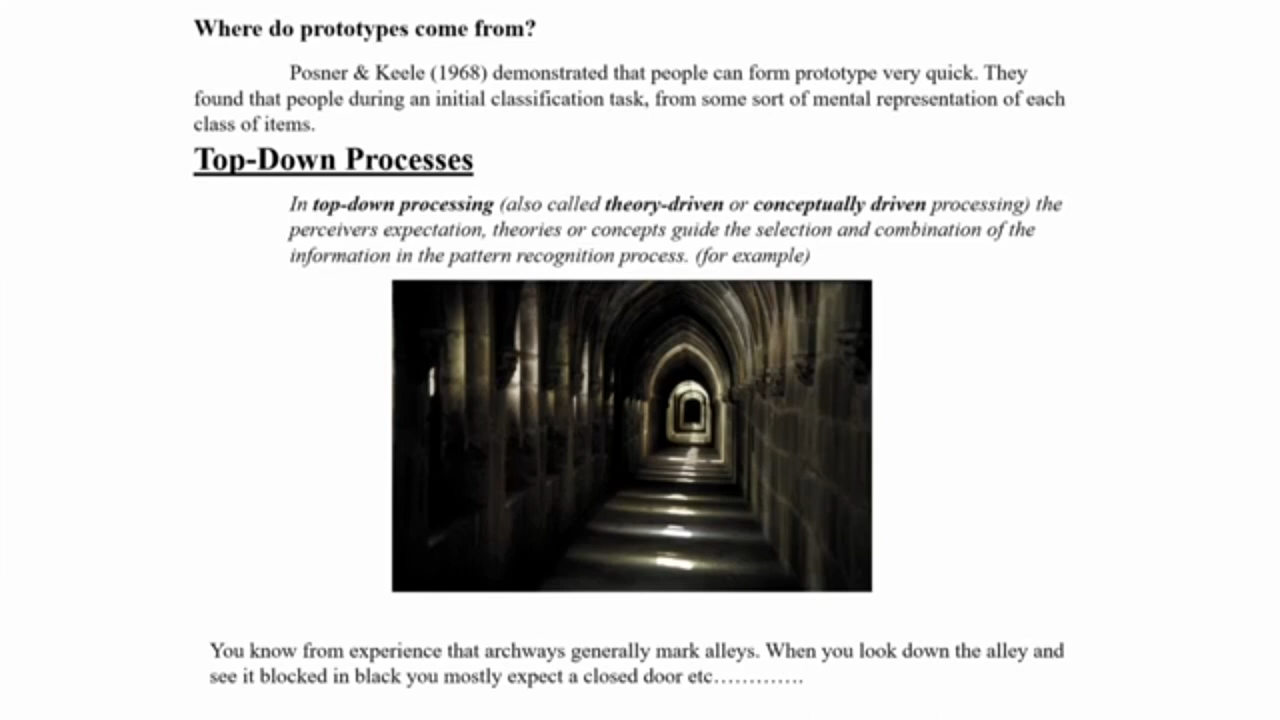 Where do prototypes come from?
Posner & Keele (1968) demonstrated that people can form prototype very quick. They
found that people during an initial classification task, from some sort of mental representation of each
class of items.
Top-Down Processes
In top-down processing (also called theory-driven or conceptually driven processing) the
perceivers expectation, theories or concepts guide the selection and combination of the
information in the pattern recognition process. (for example)
You know from experience that archways generally mark alleys. When you look down the alley and
see it blocked in black you mostly expect a closed door etc………….